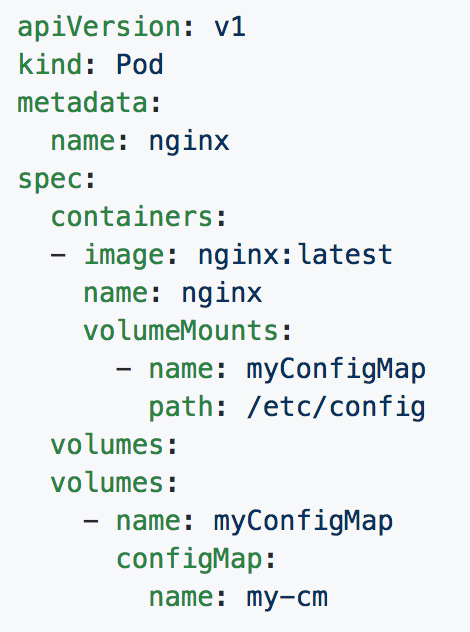 apiVersion: v1
kind: Pod
metadata:
  name: nginx
spec:
  containers:
  - image: nginx:latest
    name: nginx
    volumeMounts:
      - name: myConfigMap
        path: /etc/config
  volumes:
  volumes:
    - name: myConfigMap
      configMap:
        name: my-cm